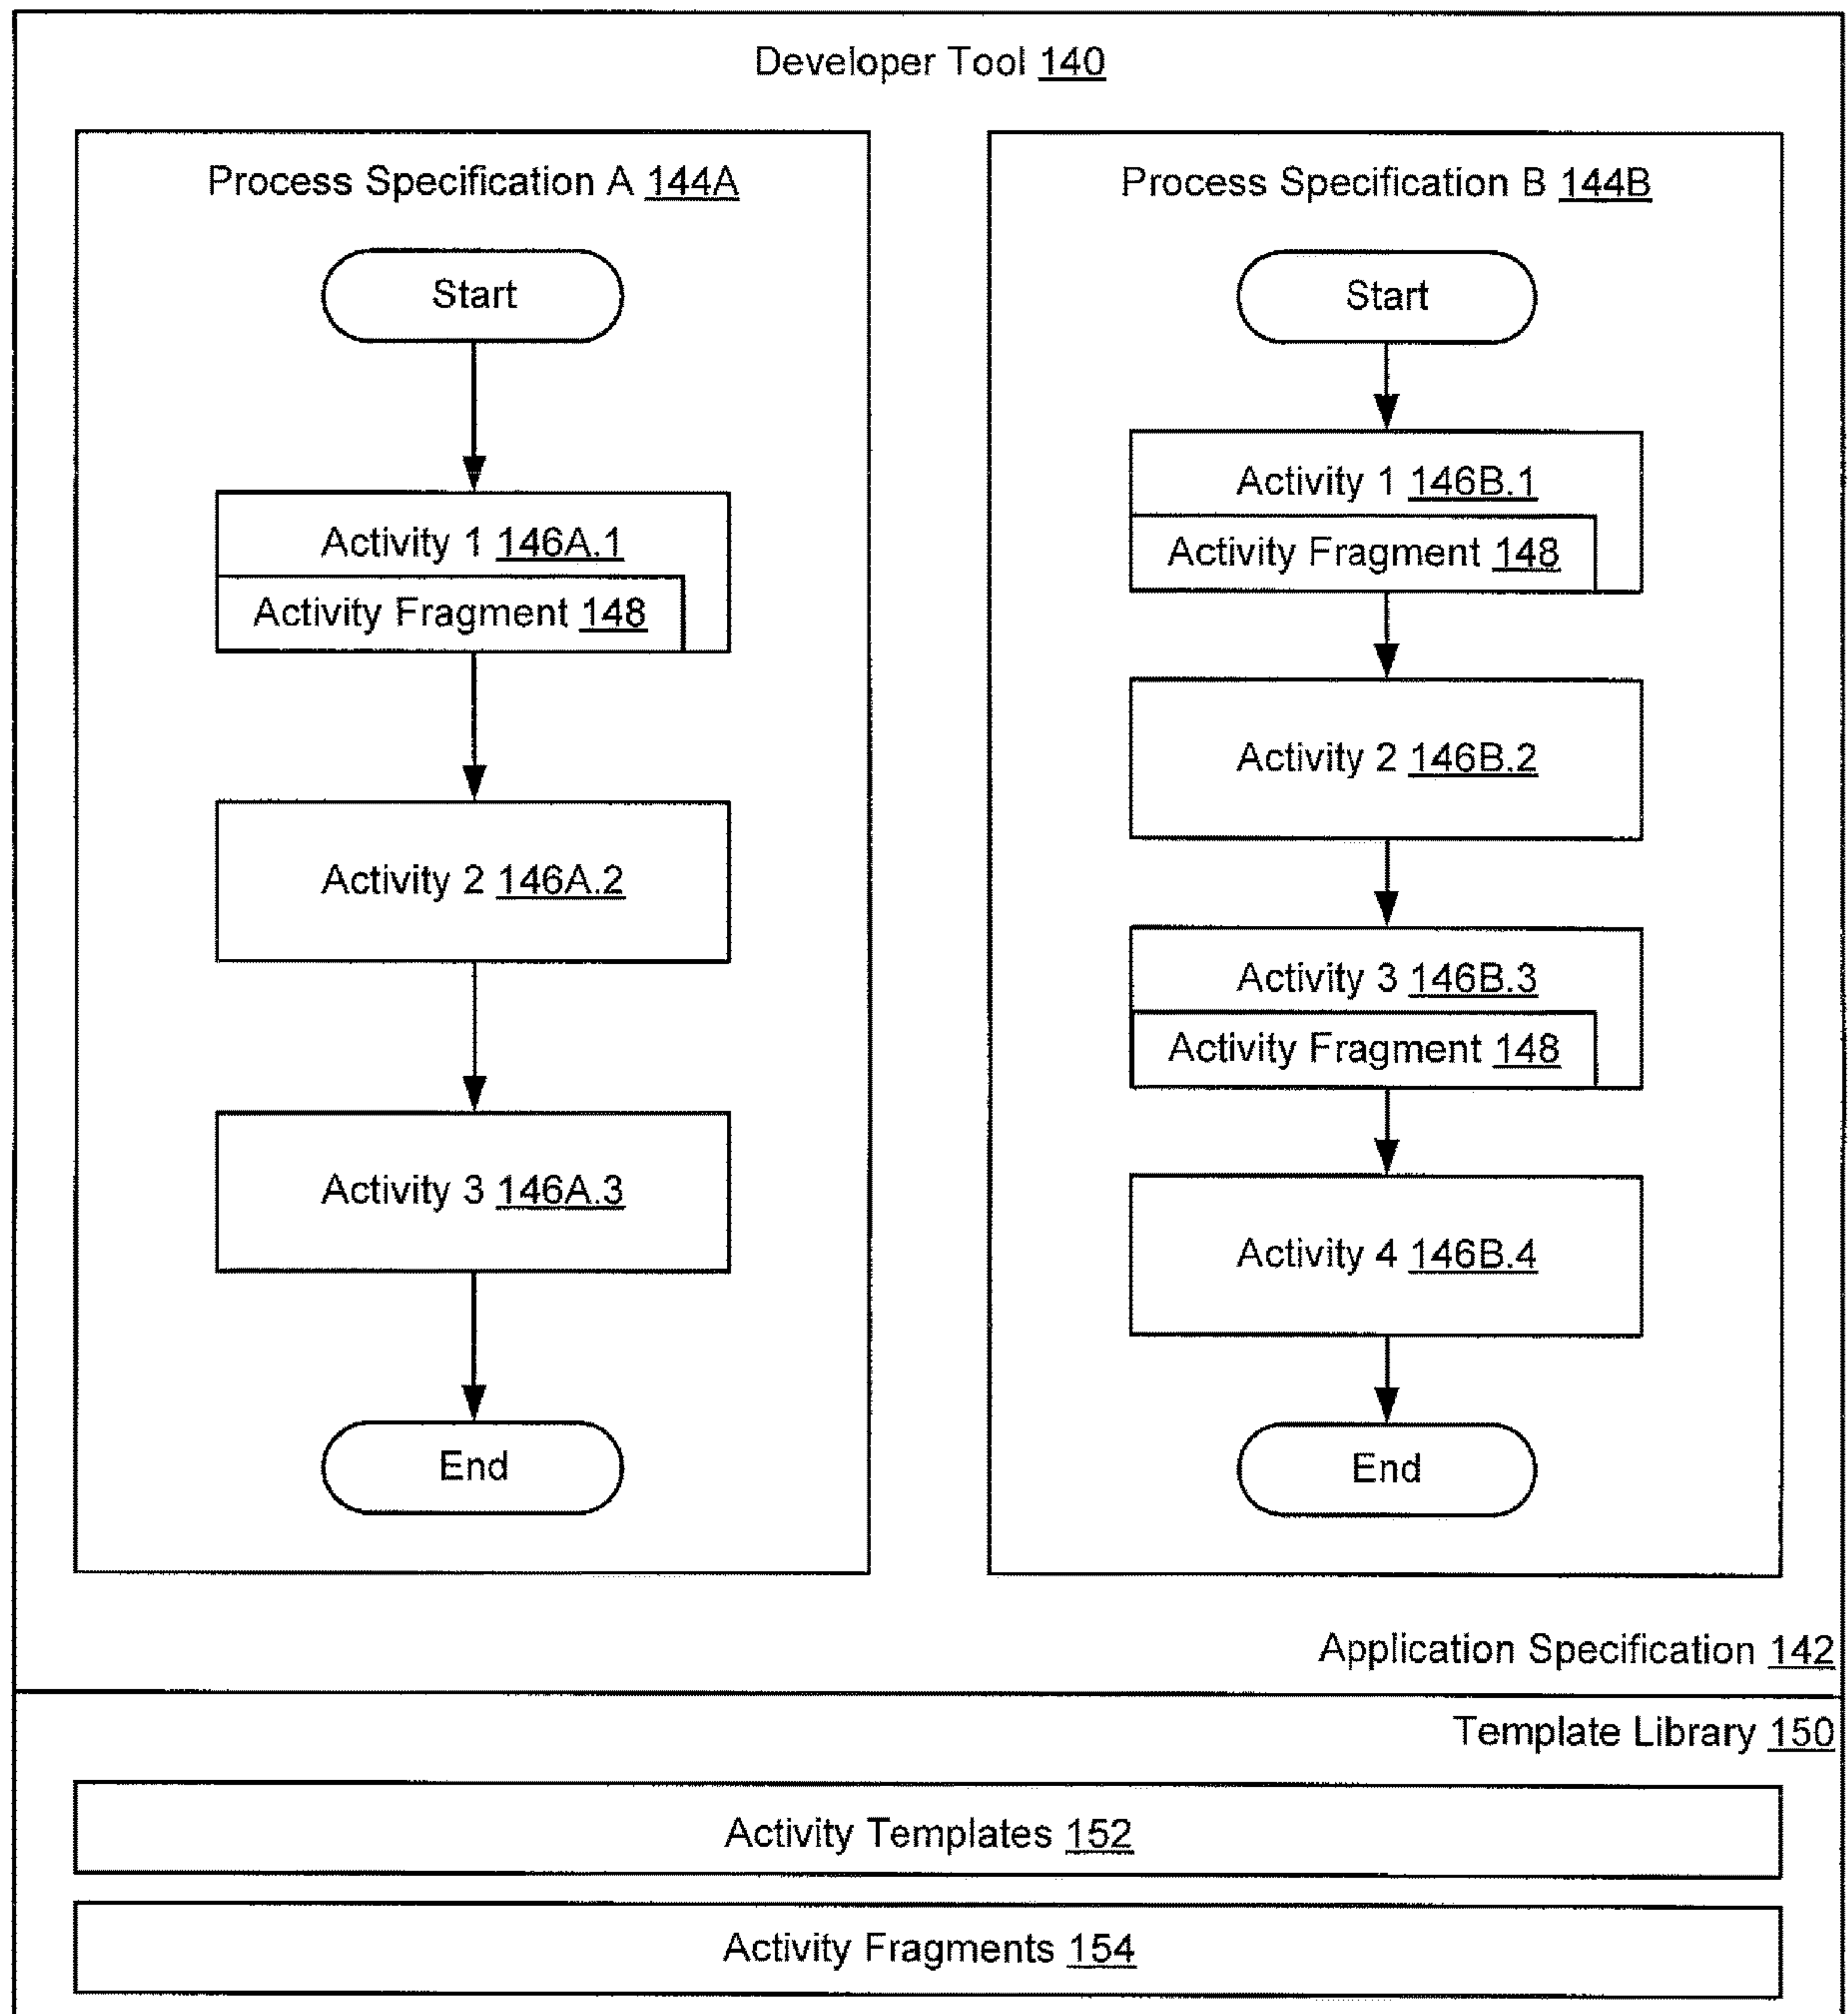 Developer Tool 140
Process Specification A 144A
Start
Activity 1 146A.1
Activity Fragment 148
Activity 2 146A.2
Activity 3 146A.3
End
Process Specification B 144B
Start
Activity 1 146B.1
Activity Fragment 148
Activity 2 146B.2
Activity 3 146B.3
Activity Fragment 148
Activity 4 146B.4
End
Application Specification 142
Template Library 150
Activity Templates 152
Activity Fragments 154